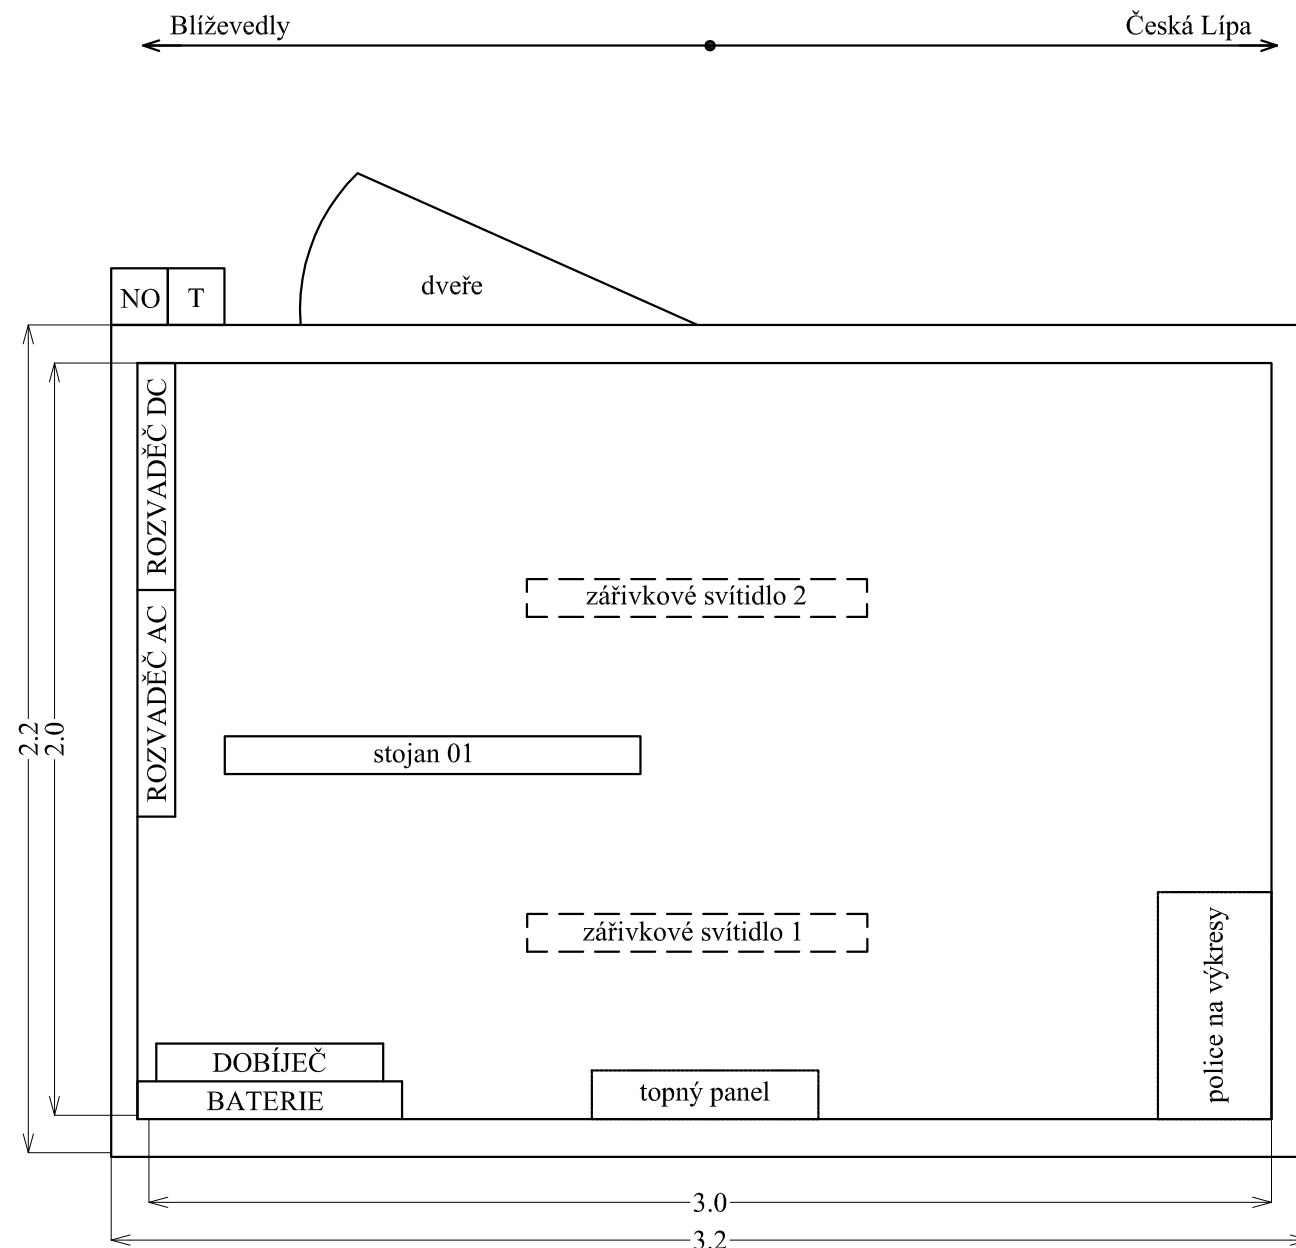 Blíževedly
Česká Lípa
dveře
NO
T
ROZVADĚČ DC
zářivkové svítidlo 2
ROZVADĚČ AC
2.2
2.0
stojan 01
zářivkové svítidlo 1
police na výkresy
DOBÍJEČ
BATERIE
topný panel
3.0
3.2